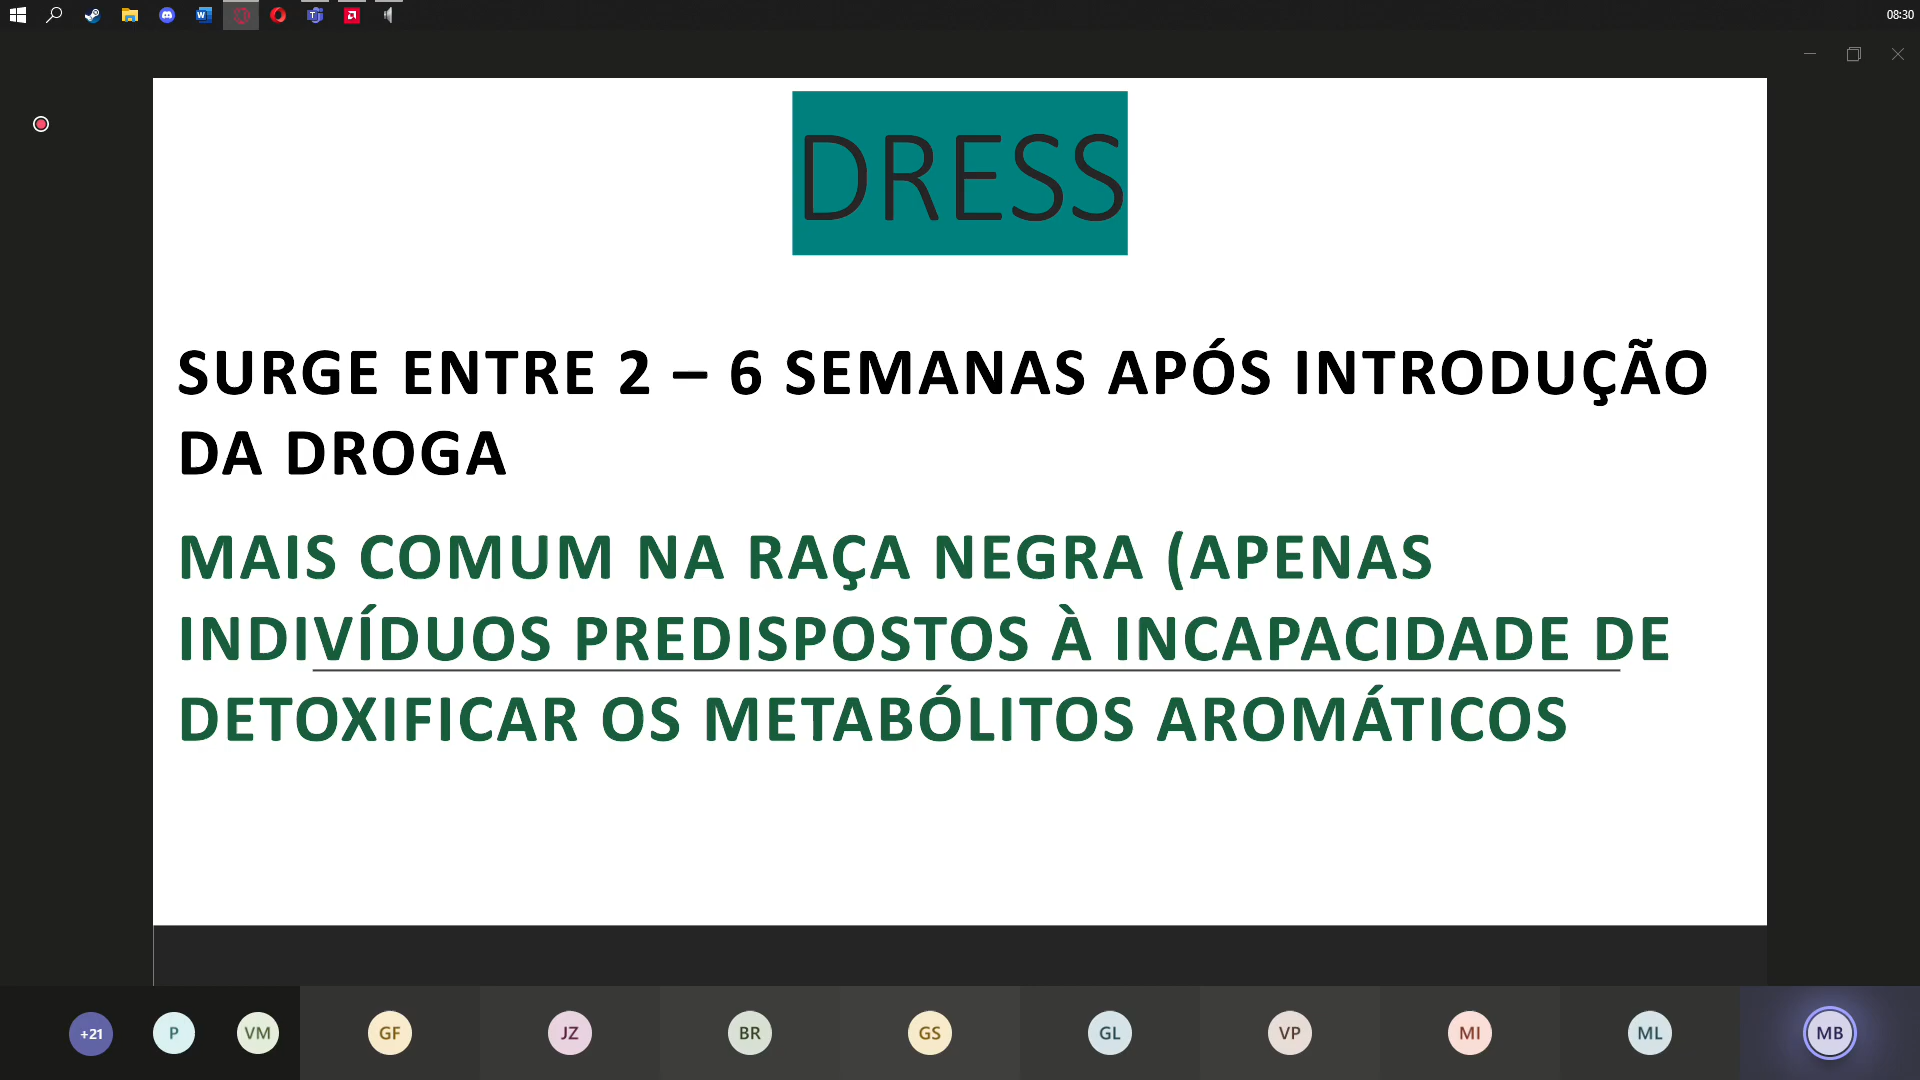 08:30
DRESS
SURGE ENTRE 2 – 6 SEMANAS APÓS INTRODUÇÃO
DA DROGA
MAIS COMUM NA RAÇA NEGRA (APENAS
INDIVÍDUOS PREDISPOSTOS À INCAPACIDADE DE
DETOXIFICAR OS METABÓLITOS AROMÁTICOS
+21 P VM GF JZ BR GS GL VP MI ML MB